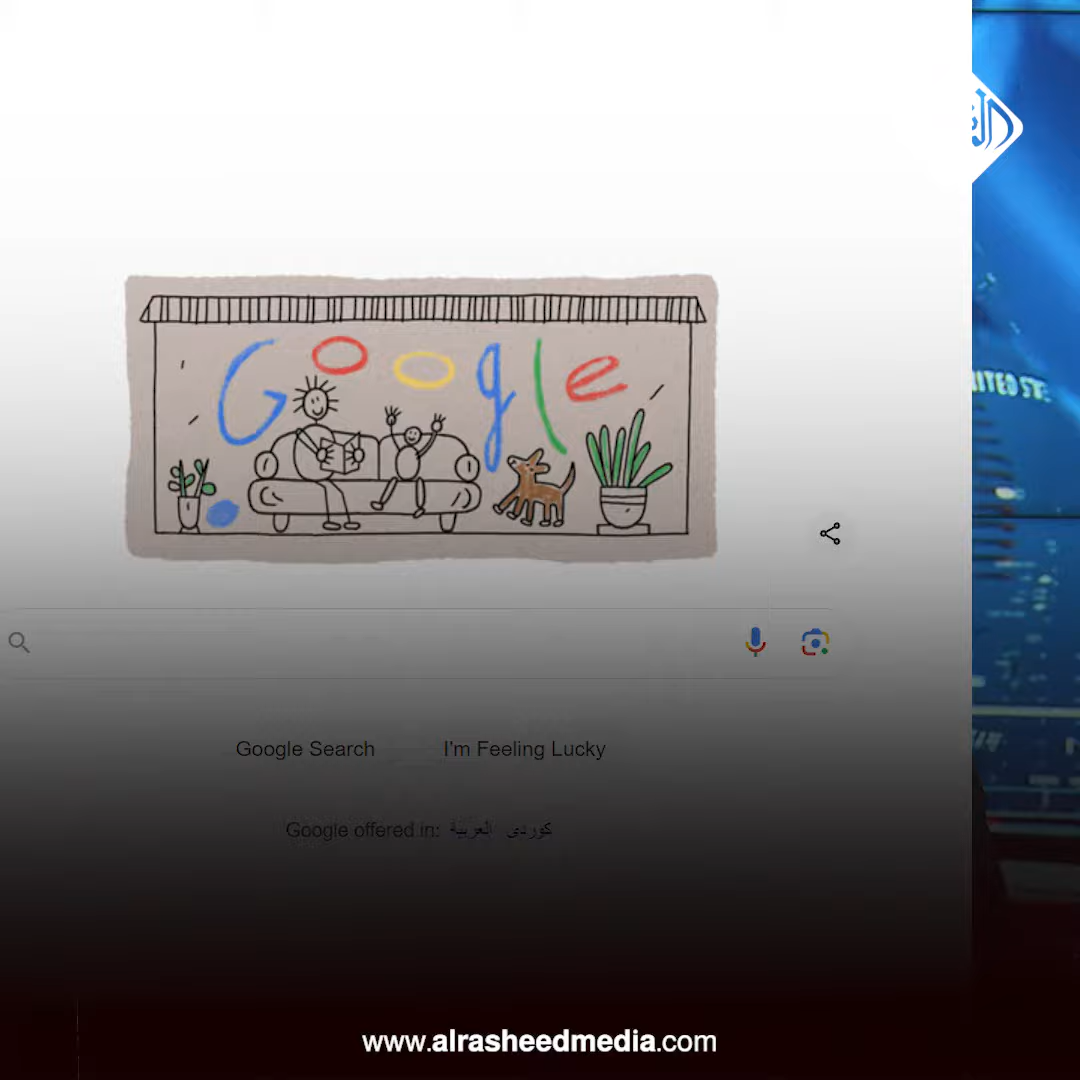 Google
Google Search I'm Feeling Lucky
Google offered in: العربية کوردی
www.alrasheedmedia.com